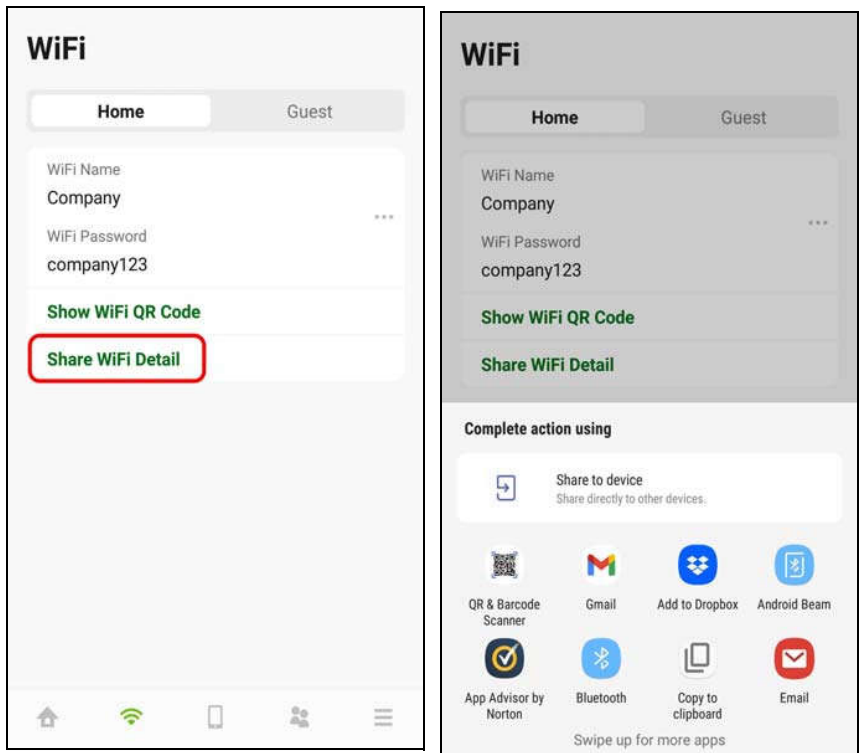 WiFi
Home Guest
WiFi Name
Company
WiFi Password
company123
Show WiFi QR Code
Share WiFi Detail
WiFi
Home Guest
WiFi Name
Company
WiFi Password
company123
Show WiFi QR Code
Share WiFi Detail
Complete action using
Share to device
Share directly to other devices.
QR & Barcode
Scanner
Gmail
Add to Dropbox
Android Beam
App Advisor by
Norton
Bluetooth
Copy to
clipboard
Email
Swipe up for more apps